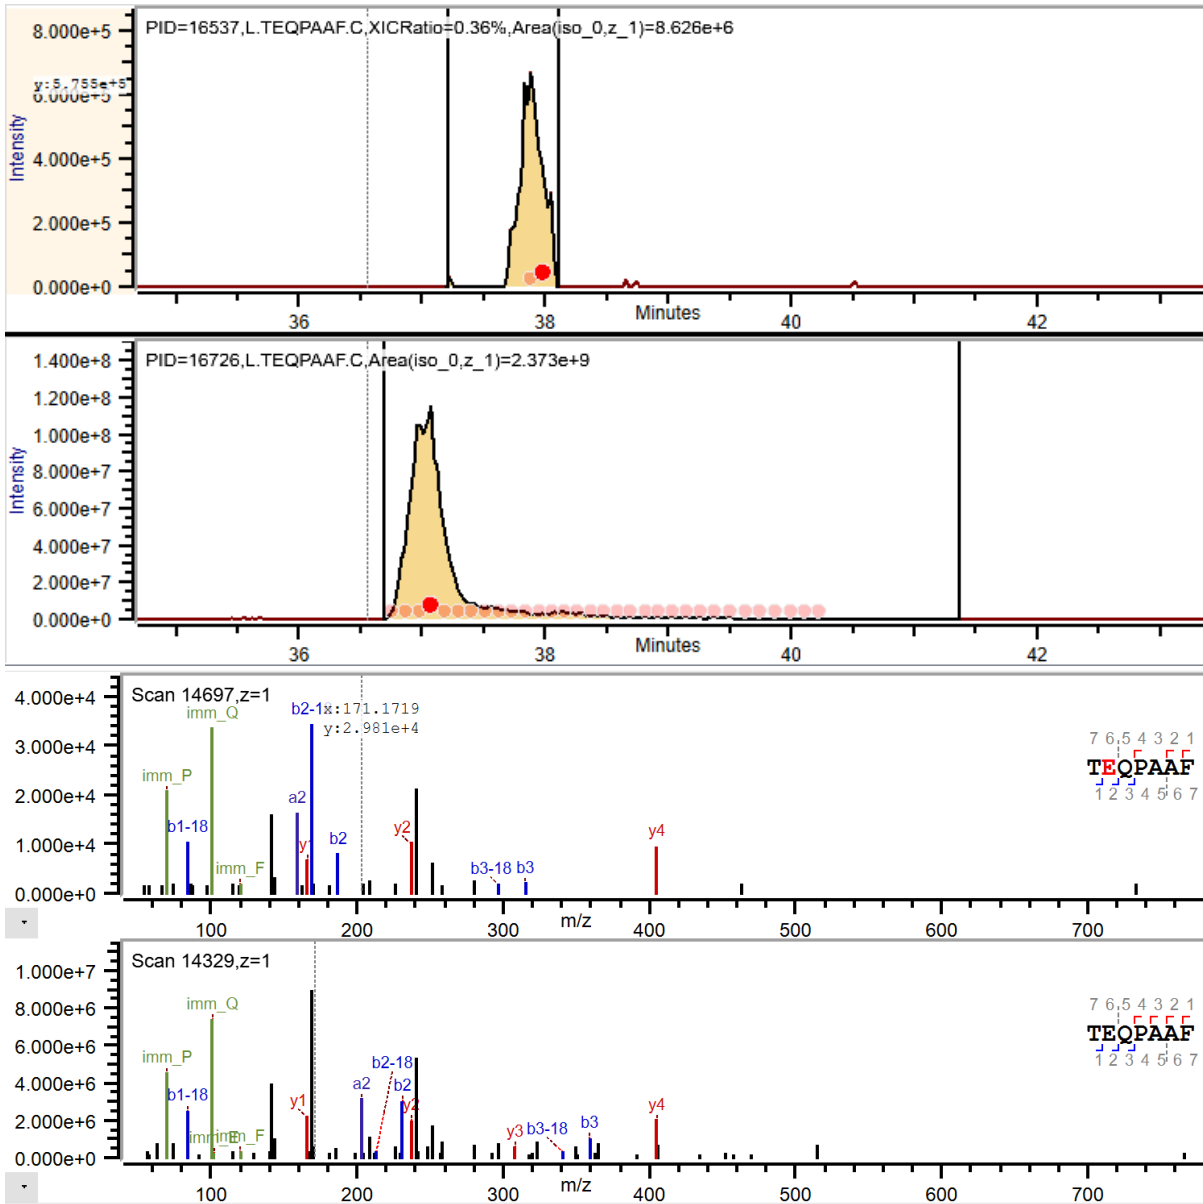 PID=16537,L.TEQPAAF.C,XICRatio=0.36%,Area(iso_0,z_1)=8.626e+6
8.000e+5
y:5.755e+5
6.000e+5
4.000e+5
2.000e+5
0.000e+0
Intensity
36
38
Minutes
40
42
PID=16726,L.TEQPAAF.C,Area(iso_0,z_1)=2.373e+9
1.400e+8
1.200e+8
1.000e+8
8.000e+7
6.000e+7
4.000e+7
2.000e+7
0.000e+0
Intensity
36
38
Minutes
40
42
Scan 14697,z=1
4.000e+4
3.000e+4
2.000e+4
1.000e+4
0.000e+0
imm_P
b1-18
imm_Q
imm_F
a2
y
b2-1
x:171.1719
y:2.981e+4
b2
y2
b3-18
b3
y4
7 6 5 4 3 2 1
TEQPAAF
1 2 3 4 5 6 7
100
200
300
400
500
600
700
m/z
Scan 14329,z=1
1.000e+7
8.000e+6
6.000e+6
4.000e+6
2.000e+6
0.000e+0
imm_P
b1-18
imm_Q
imm_F
y1
a2
b2-18
b2
y2
y3
b3-18
b3
y4
7 6 5 4 3 2 1
TEQPAAF
1 2 3 4 5 6 7
100
200
300
400
500
600
700
m/z